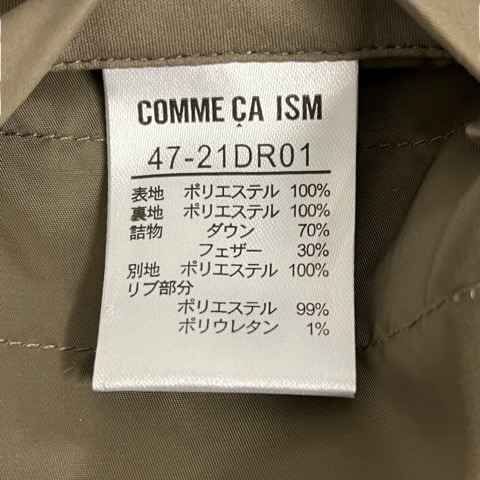 COMME ÇA ISM
47-21DR01
表地 ポリエステル 100%
裏地 ポリエステル 100%
詰物 ダウン 70%
フェザー 30%
別地 ポリエステル 100%
リブ部分
ポリエステル 99%
ポリウレタン 1%